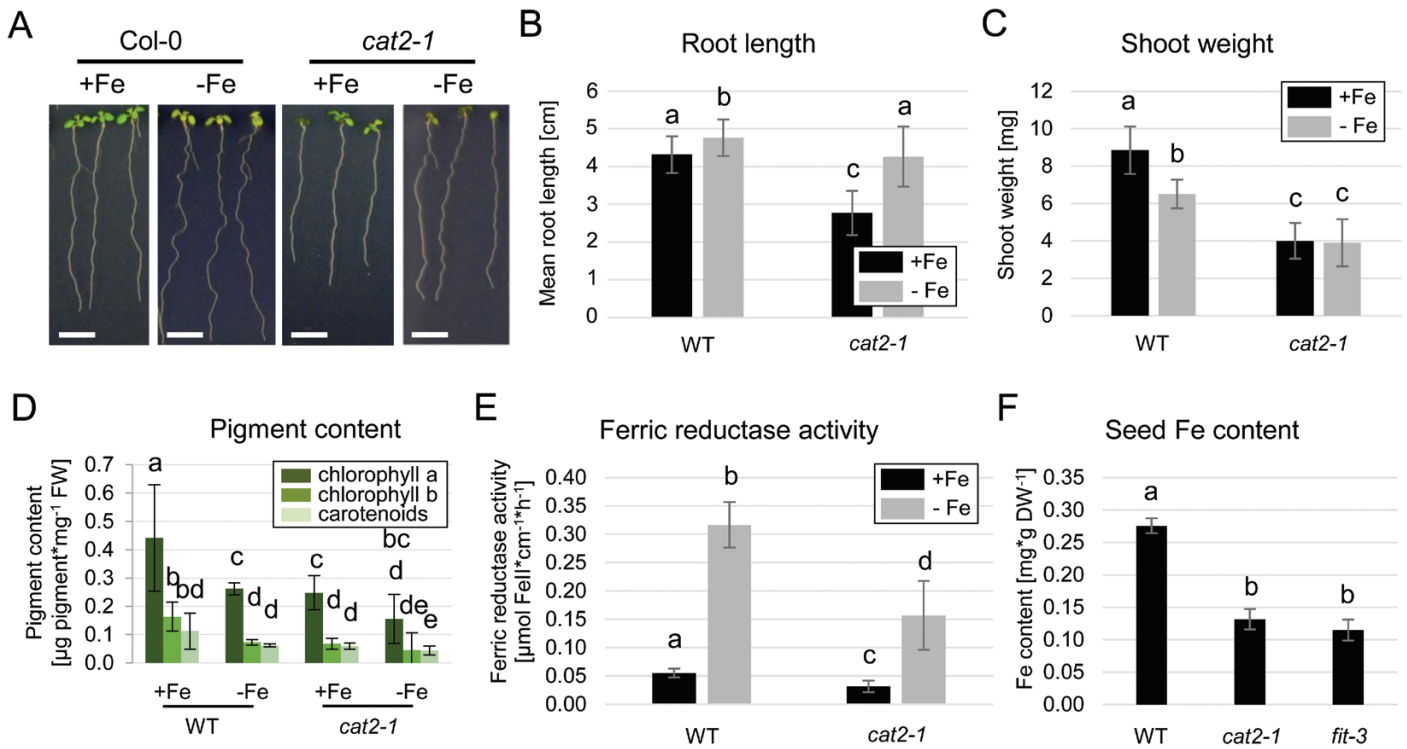 A
Col-0
cat2-1
+Fe
-Fe
+Fe
-Fe
B
Root length
Mean root length [cm]
6
5
4
3
2
1
0
a
b
c
a
+Fe
- Fe
WT
cat2-1
C
Shoot weight
Shoot weight [mg]
12
10
8
6
4
2
0
a
b
c
c
+Fe
- Fe
WT
cat2-1
D
Pigment content
Pigment content
[µg pigment*mg-1 FW]
0.7
0.6
0.5
0.4
0.3
0.2
0.1
0.0
chlorophyll a
chlorophyll b
carotenoids
a
b
bd
c
d
d
c
d
d
bc
d
de
e
+Fe
-Fe
+Fe
-Fe
WT
cat2-1
E
Ferric reductase activity
Ferric reductase activity
[µmol FeII*cm-1*h-1]
0.40
0.35
0.30
0.25
0.20
0.15
0.10
0.05
0.00
a
b
c
d
+Fe
- Fe
WT
cat2-1
F
Seed Fe content
Fe content [mg*g DW-1]
0.35
0.30
0.25
0.20
0.15
0.10
0.05
0.00
a
b
b
WT
cat2-1
fit-3